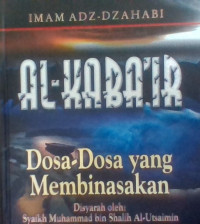 IMAM ADZ-DZAHABI
AL-KABA'IR
Dosa-Dosa yang
Membinasakan
Disyarah oleh:
Syaikh Muhammad bin Shalih Al-Utsaimin